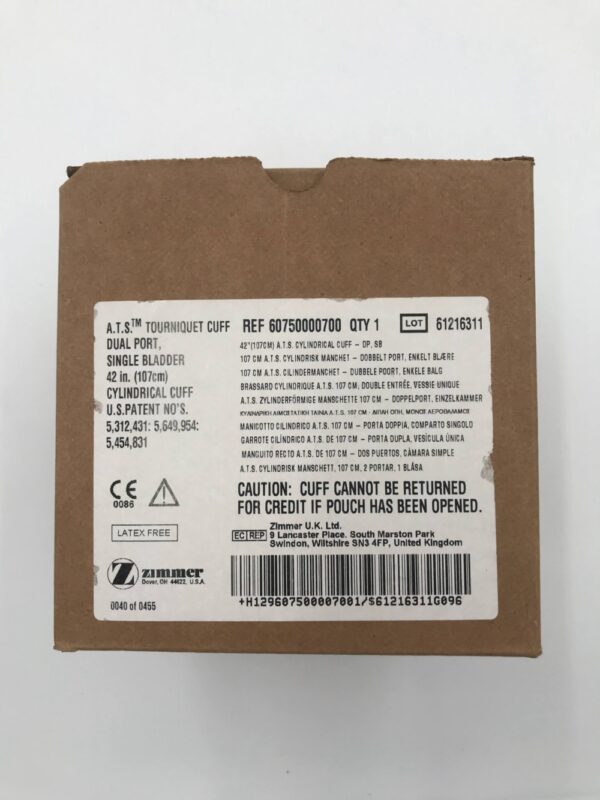 A.T.S™ TOURNIQUET CUFF
DUAL PORT,
SINGLE BLADDER
42 in. (107cm)
CYLINDRICAL CUFF
U.S.PATENT NO'S.
5,312,431: 5,649,954:
5,454,831
REF 60750000700 QTY 1 LOT 61216311
42"(107CM) A.T.S. CYLINDRICAL CUFF - DP, SB
107 CM A.T.S. CYLINDRISK MANCHET - DOBBELT PORT, ENKELT BLÆRE
107 CM A.T.S. CILINDERMANCHET - DUBBELE POORT, ENKELE BALG
BRASSARD CYLINDRIQUE A.T.S. 107 CM, DOUBLE ENTRÉE, VESSIE UNIQUE
A.T.S. ZYLINDERFÖRMIGE MANSCHETTE 107 CM - DOPPELPORT, EINZELKAMMER
A.T.S. 107 CM -
MANICOTTO CILINDRICO A.T.S. 107 CM - PORTA DOPPIA, COMPARTO SINGOLO
GARROTE CILÍNDRICO A.T.S. DE 107 CM - PORTA DUPLA, VESÍCULA ÚNICA
MANGUITO RECTO A.T.S. DE 107 CM - DOS PUERTOS, CÁMARA SIMPLE
A.T.S. CYLINDRISK MANSCHETT, 107 CM, 2 PORTAR, 1 BLÅSA
CAUTION: CUFF CANNOT BE RETURNED
FOR CREDIT IF POUCH HAS BEEN OPENED.
CE
0086
LATEX FREE
EC REP
Zimmer U.K. Ltd.
9 Lancaster Place. South Marston Park
Swindon, Wiltshire SN3 4FP, United Kingdom
Z zimmer
Dover, OH 44622, U.S.A.
0040 of 0455
+H129607500007001/$61216311G096